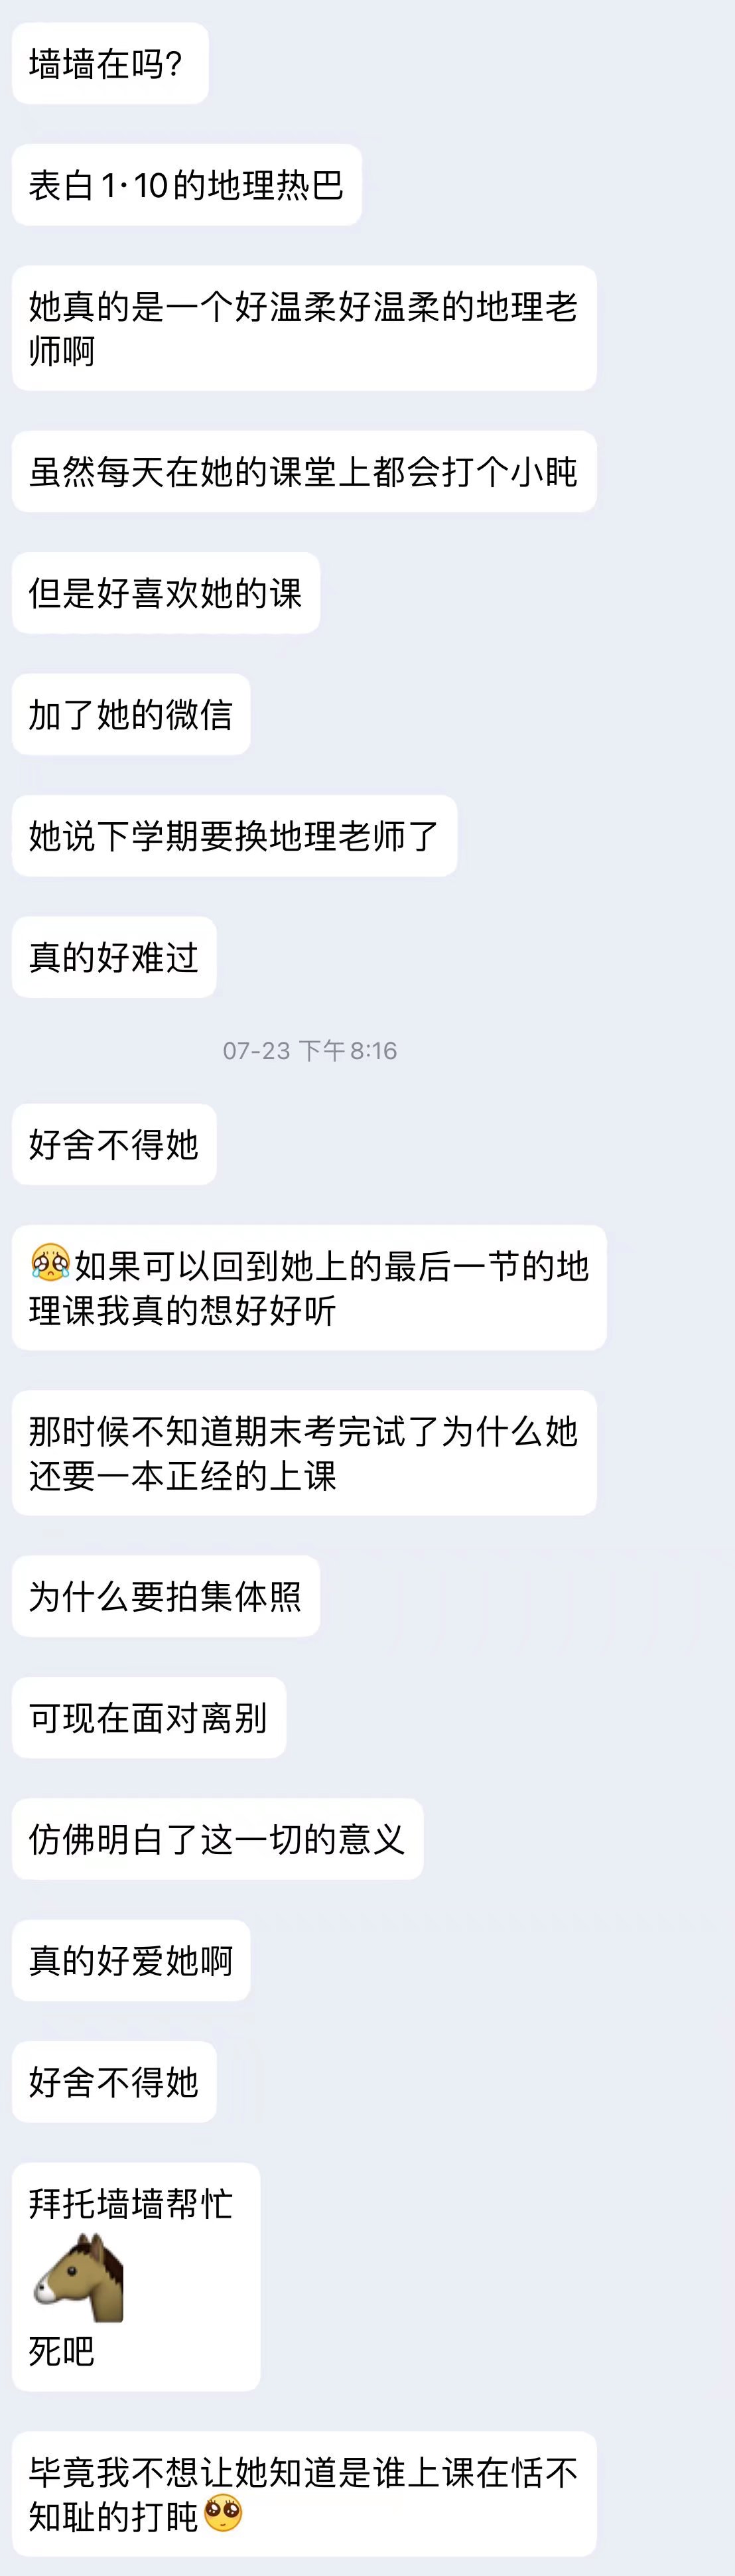 墙墙在吗?
表白1·10的地理热巴
她真的是一个好温柔好温柔的地理老
师啊
虽然每天在她的课堂上都会打个小盹
但是好喜欢她的课
加了她的微信
她说下学期要换地理老师了
真的好难过
07-23 下午8:16
好舍不得她
😭如果可以回到她上的最后一节的地
理课我真的想好好听
那时候不知道期末考完试了为什么她
还要一本正经的上课
为什么要拍集体照
可现在面对离别
仿佛明白了这一切的意义
真的好爱她啊
好舍不得她
拜托墙墙帮忙
🐴
死吧
毕竟我不想让她知道是谁上课在恬不
知耻的打盹🥺